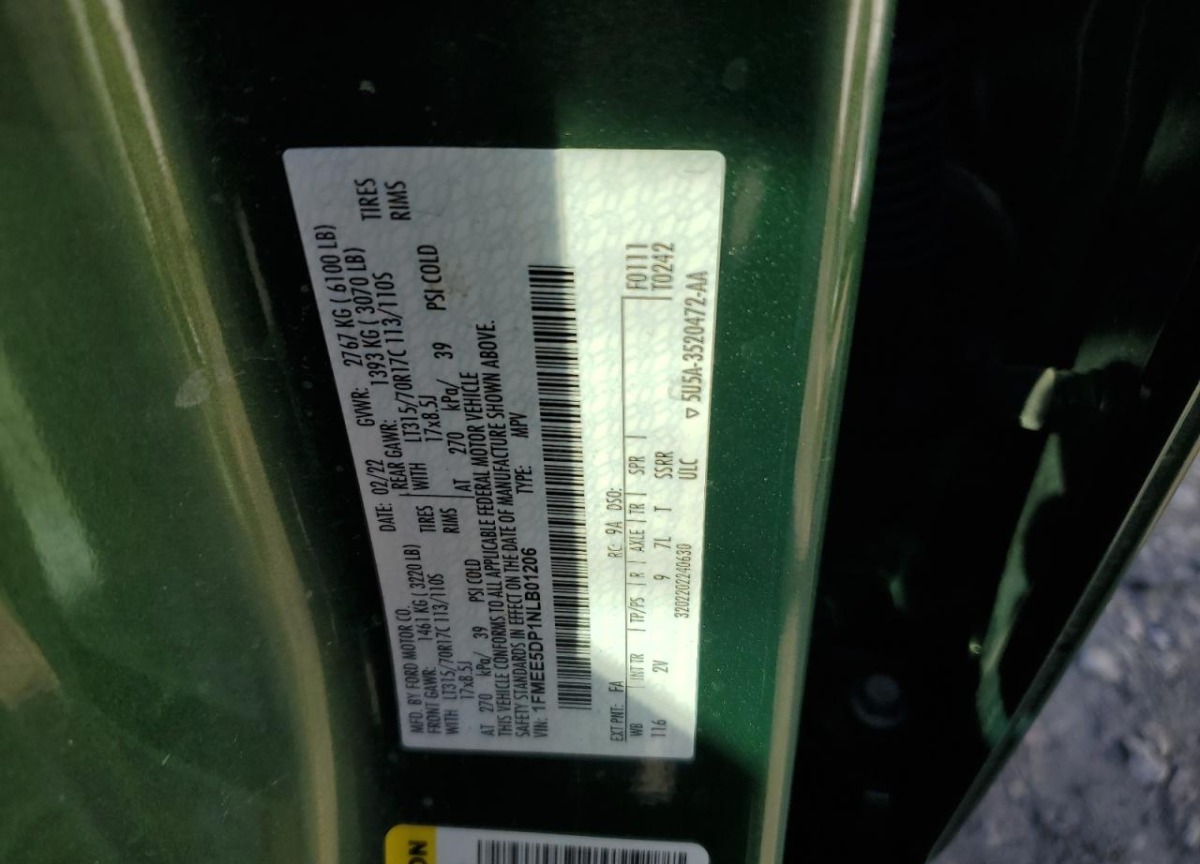 MFD. BY FORD MOTOR CO. DATE: 02/22 GVWR: 2767 KG ( 6100 LB)
FRONT GAWR: 1461 KG ( 3220 LB) REAR GAWR: 1393 KG ( 3070 LB)
WITH LT315/70R17C 113/110S TIRES WITH LT315/70R17C 113/110S TIRES
17x8.5J RIMS 17x8.5J RIMS
AT 270 kPa/ 39 PSI COLD AT 270 kPa/ 39 PSI COLD
THIS VEHICLE CONFORMS TO ALL APPLICABLE FEDERAL MOTOR VEHICLE
SAFETY STANDARDS IN EFFECT ON THE DATE OF MANUFACTURE SHOWN ABOVE.
VIN: 1FMEE5DP1NLB01206 TYPE: MPV
EXT PNT: FA RC: 9A DSO: F0111
WB INT TR TP/PS R AXLE TR SPR T0242
116 2V 9 7L T SSRR
3202202240630 ULC
▽ 5U5A-3520472-AA
ON